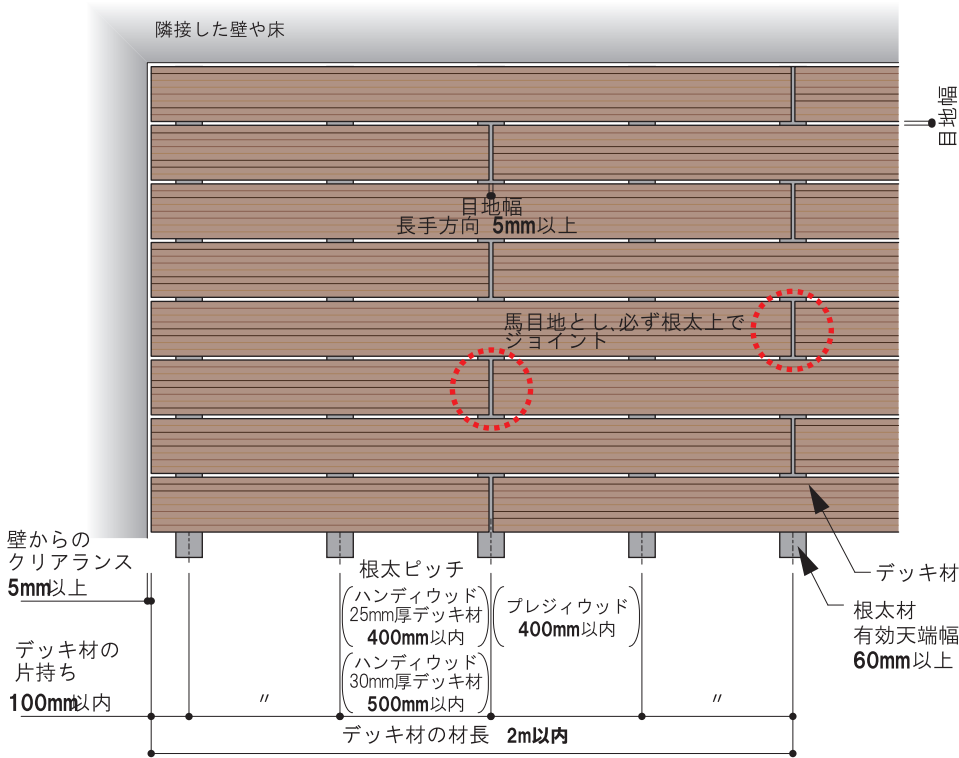 隣接した壁や床
目地幅
目地幅
長手方向 5mm以上
馬目地とし、必ず根太上で
ジョイント
壁からの
クリアランス
5mm以上
デッキ材の
片持ち
100mm以内
根太ピッチ
ハンディウッド
25mm厚デッキ材
400mm以内
ハンディウッド
30mm厚デッキ材
500mm以内
プレジィウッド
400mm以内
〃
〃
デッキ材
根太材
有効天端幅
60mm以上
デッキ材の材長 2m以内